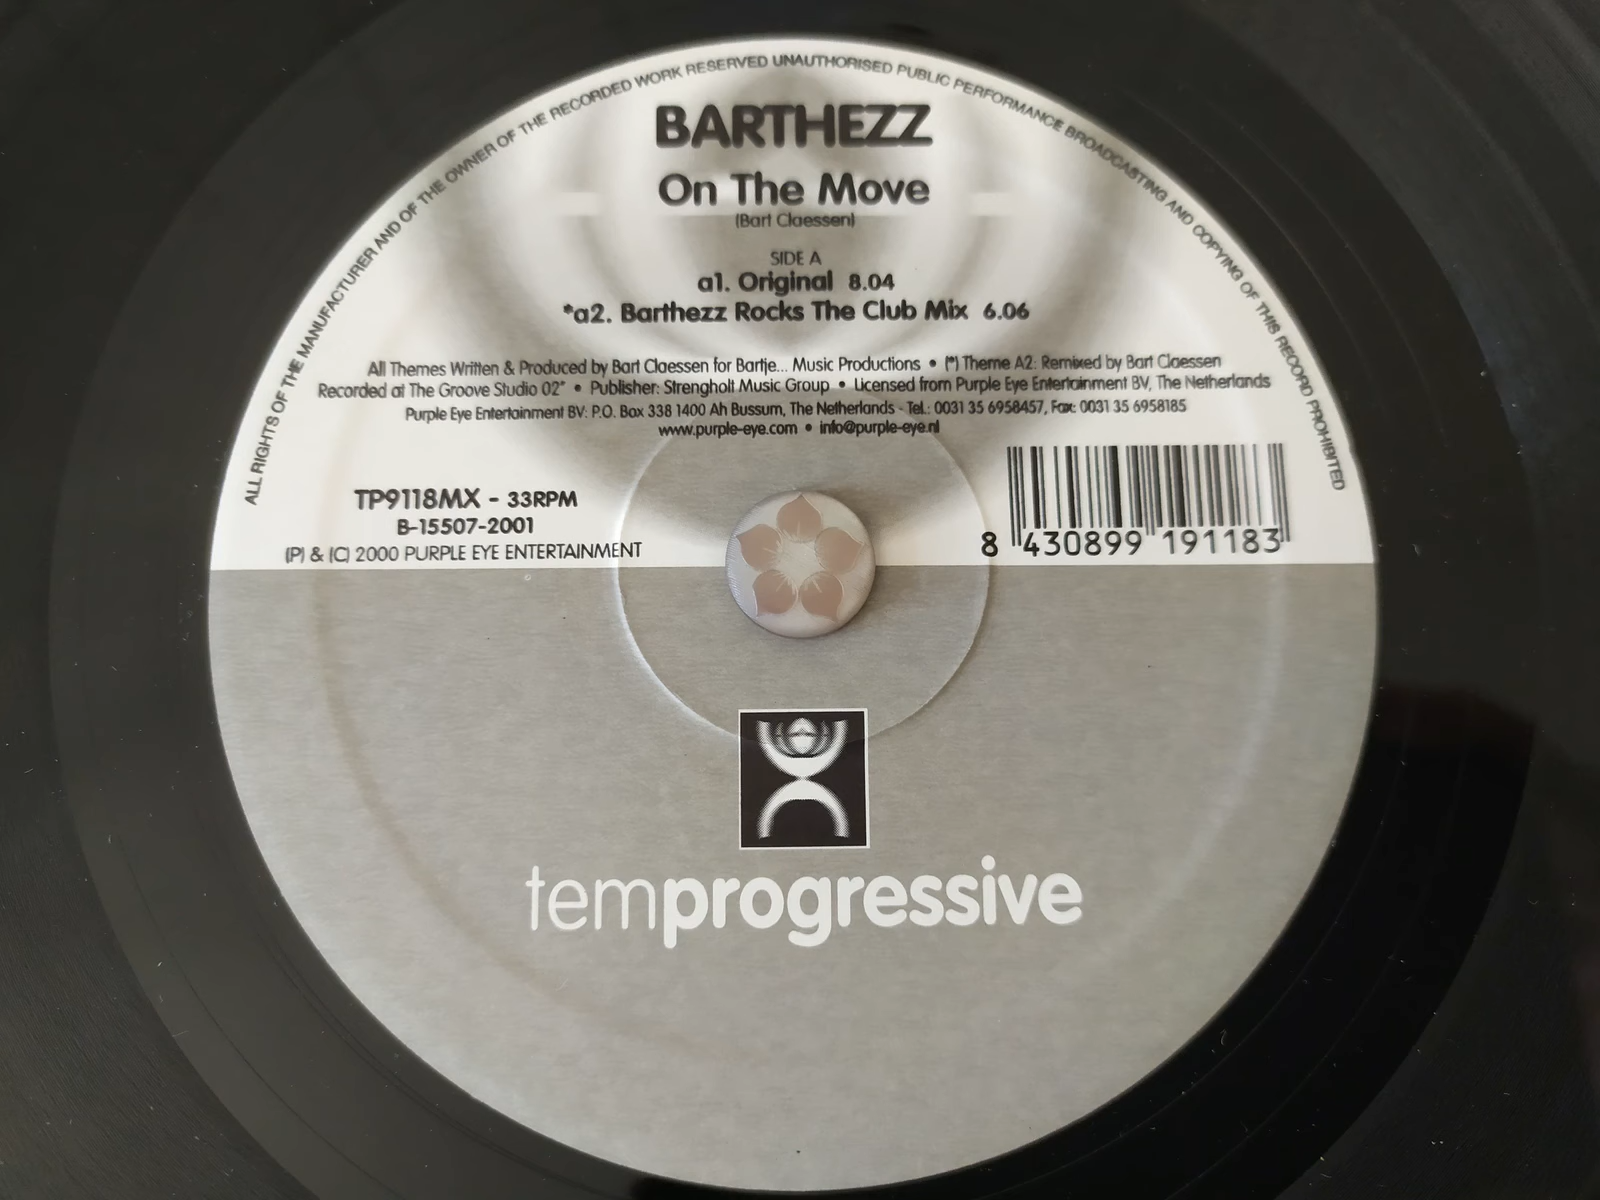 ALL RIGHTS OF THE MANUFACTURER AND OF THE OWNER OF THE RECORDED WORK RESERVED UNAUTHORISED PUBLIC PERFORMANCE BROADCASTING AND COPYING OF THIS RECORD PROHIBITED
BARTHEZZ
On The Move
(Bart Claessen)
SIDE A
a1. Original 8.04
*a2. Barthezz Rocks The Club Mix 6.06
All Themes Written & Produced by Bart Claessen for Bartje... Music Productions • (*) Theme A2: Remixed by Bart Claessen
Recorded at The Groove Studio 02" • Publisher: Strengholt Music Group • Licensed from Purple Eye Entertainment BV, The Netherlands
Purple Eye Entertainment BV: P.O. Box 338 1400 Ah Bussum, The Netherlands - Tel.: 0031 35 6958457, Fax: 0031 35 6958185
www.purple-eye.com • info@purple-eye.nl
TP9118MX - 33RPM
B-15507-2001
(P) & (C) 2000 PURPLE EYE ENTERTAINMENT
8 430899 191183
temprogressive